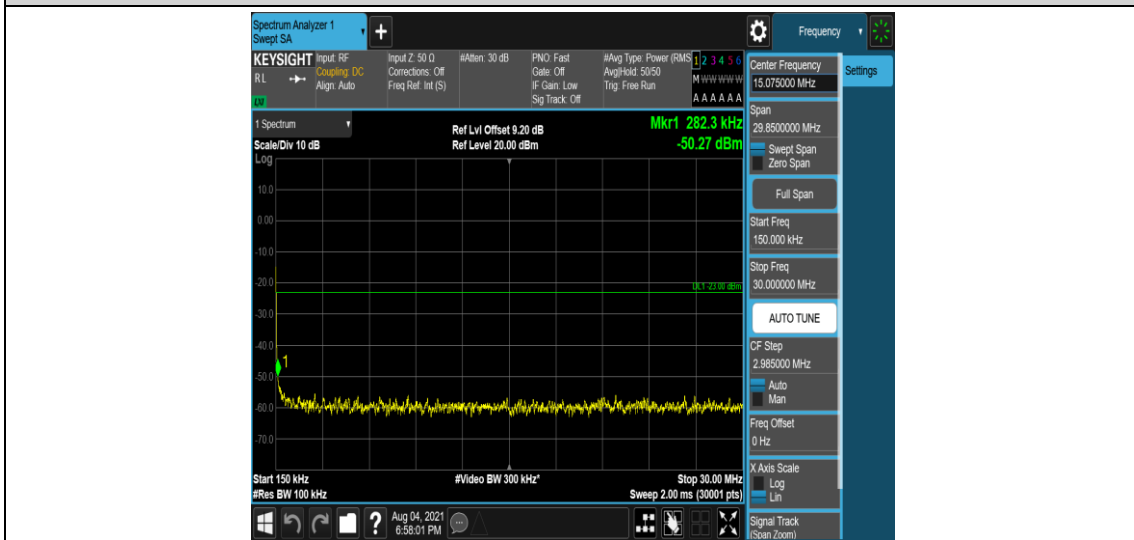 Spectrum Analyzer 1
Swept SA
+
Frequency
KEYSIGHT
RL
LXI
Input: RF
Coupling: DC
Align: Auto
Input Z: 50 Ω
Corrections: Off
Freq Ref: Int (S)
#Atten: 30 dB
PNO: Fast
Gate: Off
IF Gain: Low
Sig Track: Off
#Avg Type: Power (RMS
Avg|Hold: 50/50
Trig: Free Run
1 2 3 4 5 6
M W W W W W
A A A A A A
1 Spectrum
Scale/Div 10 dB
Log
Ref Lvl Offset 9.20 dB
Ref Level 20.00 dBm
Mkr1 282.3 kHz
-50.27 dBm
10.0
0.00
-10.0
-20.0
DL1 -23.00 dBm
-30.0
-40.0
1
-50.0
-60.0
-70.0
Start 150 kHz
#Video BW 300 kHz*
Stop 30.00 MHz
#Res BW 100 kHz
Sweep 2.00 ms (30001 pts)
?
Aug 04, 2021
6:58:01 PM
Center Frequency
15.075000 MHz
Settings
Span
29.8500000 MHz
Swept Span
Zero Span
Full Span
Start Freq
150.000 kHz
Stop Freq
30.000000 MHz
AUTO TUNE
CF Step
2.985000 MHz
Auto
Man
Freq Offset
0 Hz
X Axis Scale
Log
Lin
Signal Track
(Span Zoom)